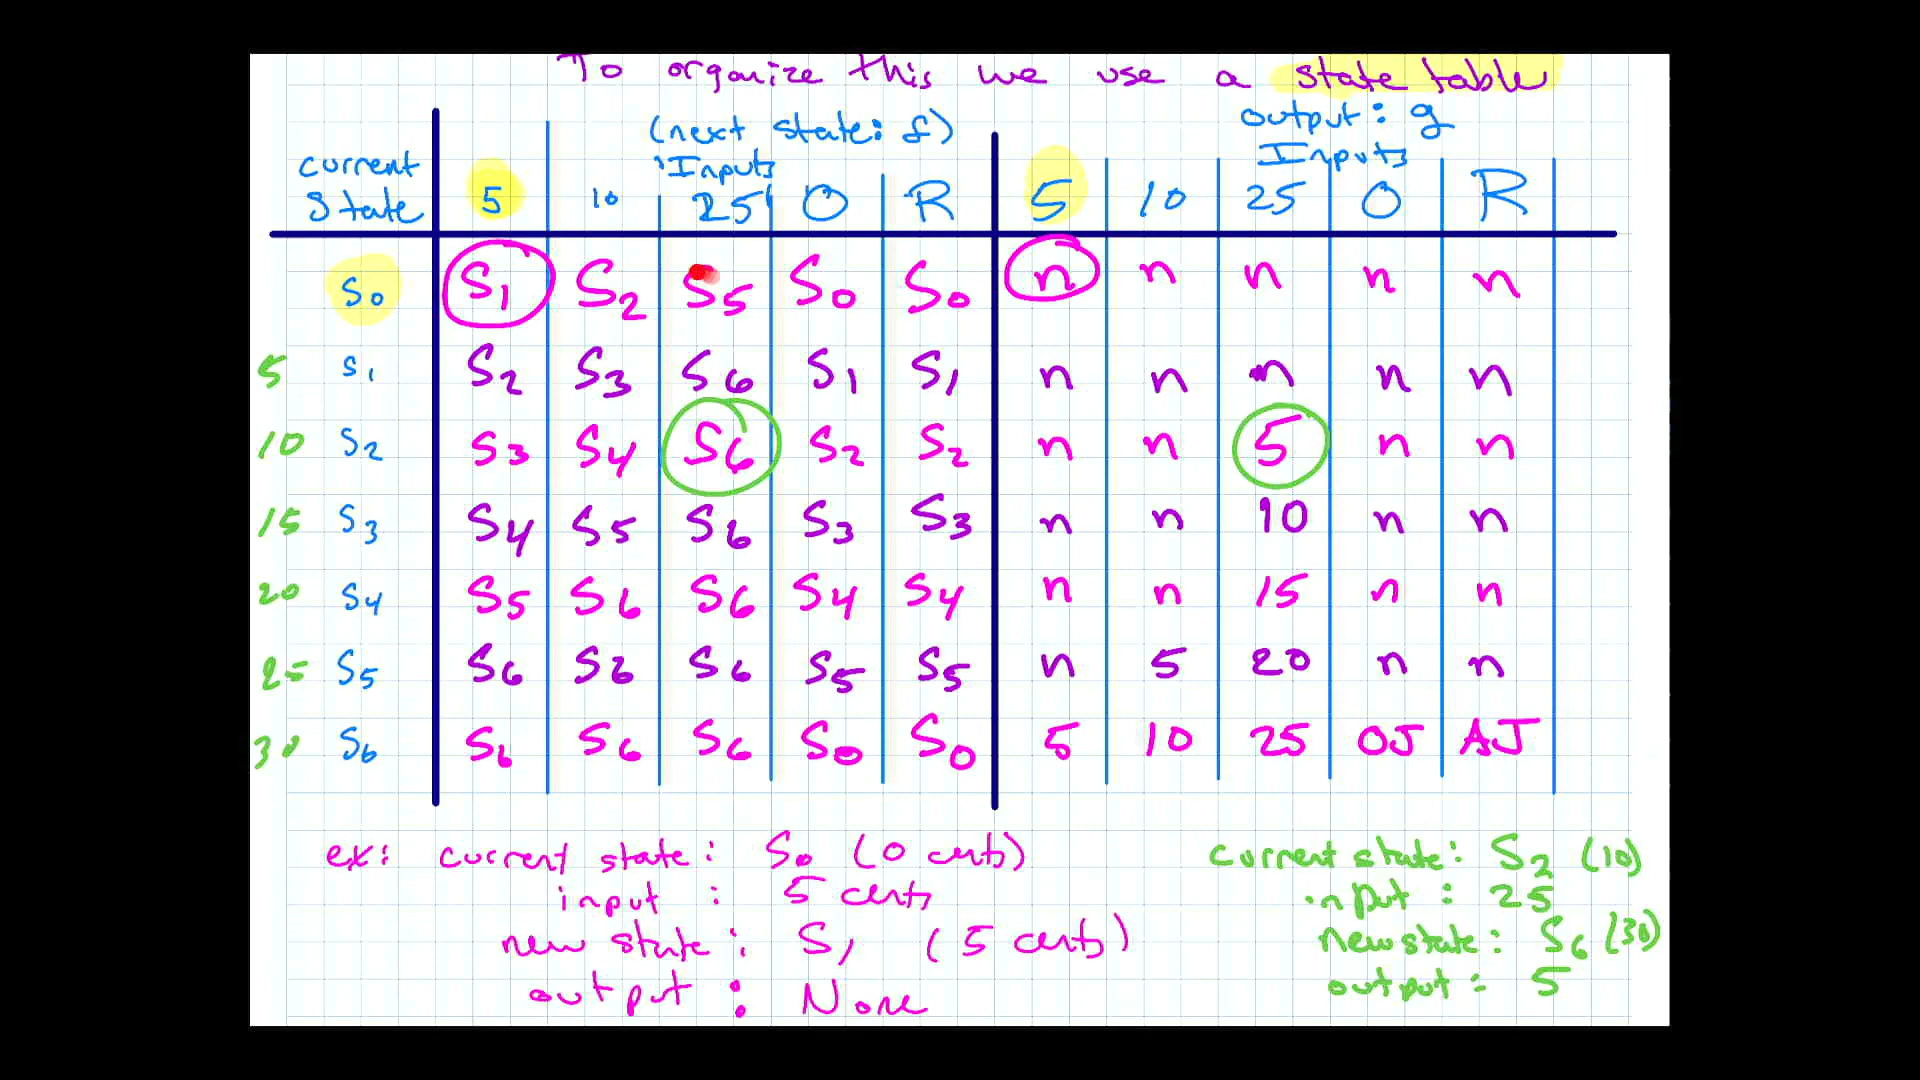 To organize this we use a state table
(next state: f) output: g
current Inputs Inputs
State 5 10 25 O R 5 10 25 O R
S0 S1 S2 S5 S0 S0 n n n n n
5 S1 S2 S3 S6 S1 S1 n n n n n
10 S2 S3 S4 S6 S2 S2 n n 5 n n
15 S3 S4 S5 S6 S3 S3 n n 10 n n
20 S4 S5 S6 S6 S4 S4 n n 15 n n
25 S5 S6 S6 S6 S5 S5 n 5 20 n n
30 S6 S6 S6 S6 S0 S0 5 10 25 OJ AJ
ex: current state: S0 (0 cents)
input : 5 cents
new state: S1 (5 cents)
output : None
current state: S2 (10)
input : 25
new state: S6 (30)
output: 5